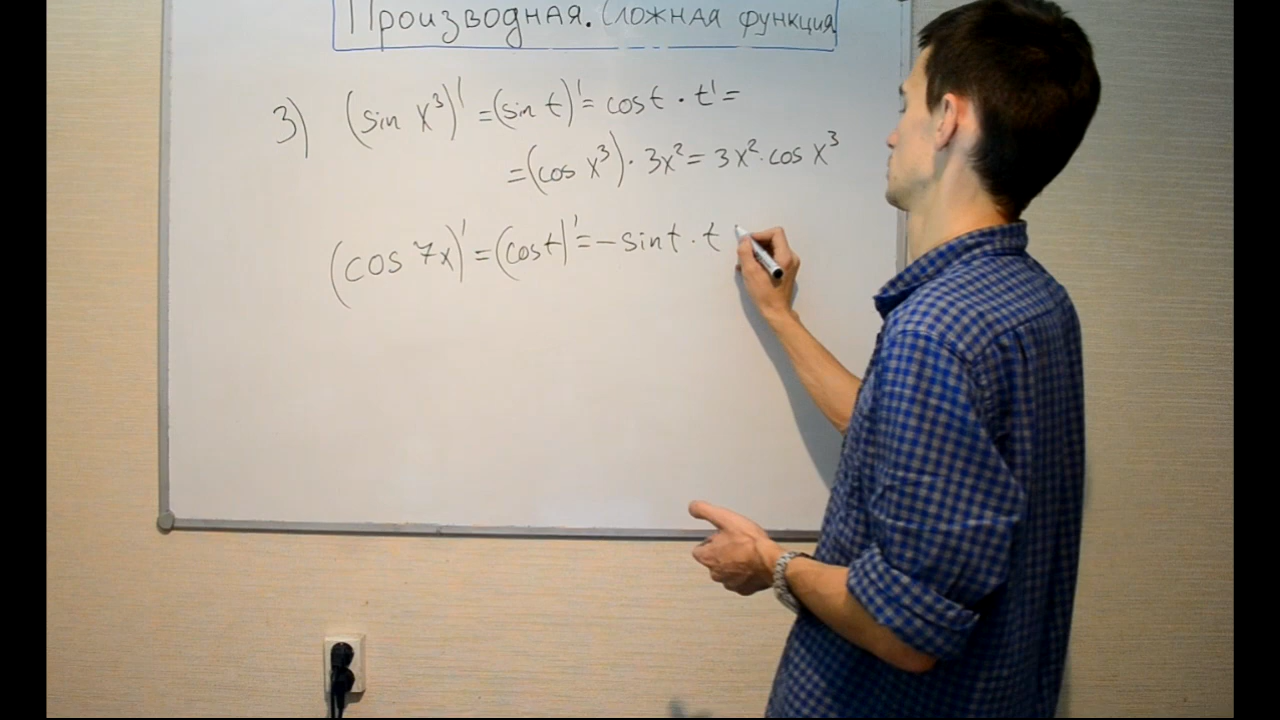 Производная. Сложная функция
3) (sin x³)' = (sin t)' = cos t · t' =
= (cos x³) · 3x² = 3x² · cos x³
(cos 7x)' = (cos t)' = – sin t · t